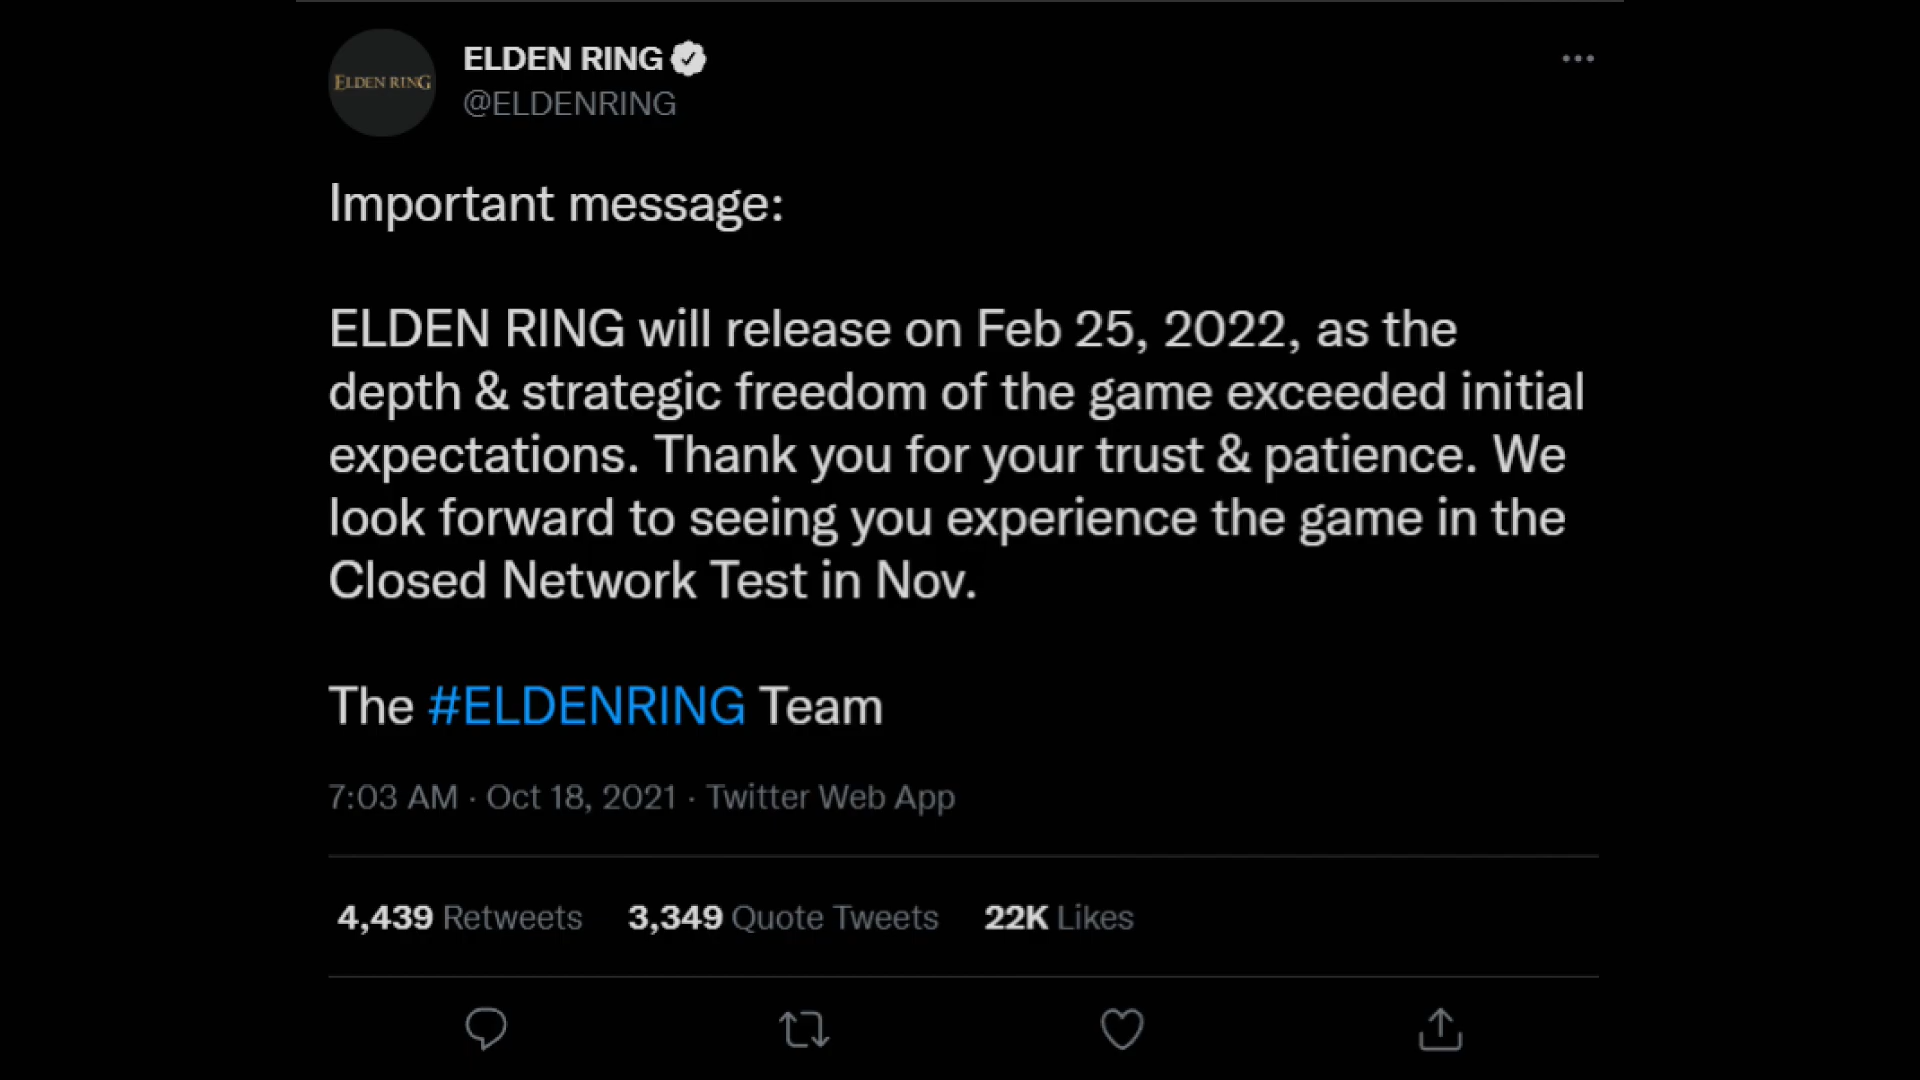 ELDEN RING
ELDEN RING
@ELDENRING
Important message:
ELDEN RING will release on Feb 25, 2022, as the
depth & strategic freedom of the game exceeded initial
expectations. Thank you for your trust & patience. We
look forward to seeing you experience the game in the
Closed Network Test in Nov.
The #ELDENRING Team
7:03 AM · Oct 18, 2021 · Twitter Web App
4,439 Retweets 3,349 Quote Tweets 22K Likes